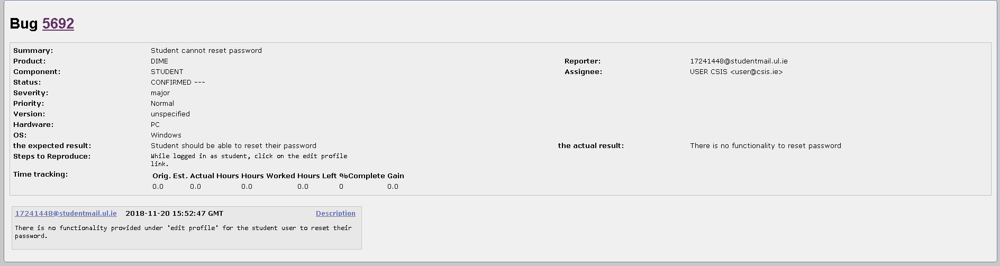 Bug 5692
Summary: Student cannot reset password
Product: DIME Reporter: 17241448@studentmail.ul.ie
Component: STUDENT Assignee: USER CSIS <user@csis.ie>
Status: CONFIRMED ---
Severity: major
Priority: Normal
Version: unspecified
Hardware: PC
OS: Windows
the expected result: Student should be able to reset their password the actual result: There is no functionality to reset password
Steps to Reproduce: While logged in as student, click on the edit profile
link.
Time tracking: Orig. Est. Actual Hours Hours Worked Hours Left %Complete Gain
0.0 0.0 0.0 0.0 0 0.0
17241448@studentmail.ul.ie 2018-11-20 15:52:47 GMT Description
There is no functionality provided under 'edit profile' for the student user to reset their
password.